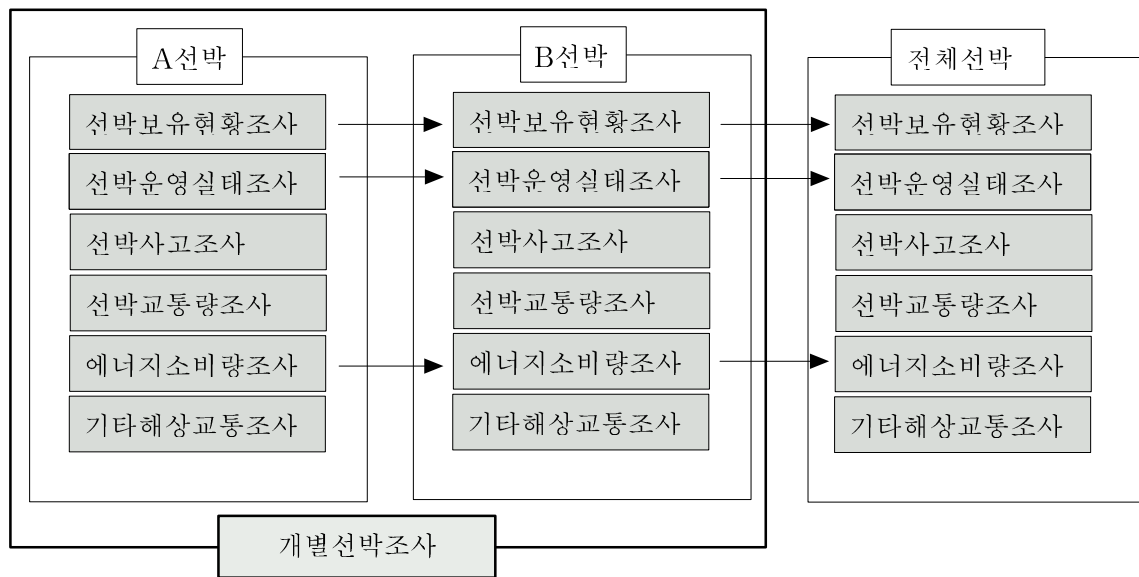 A선박
선박보유현황조사
선박운영실태조사
선박사고조사
선박교통량조사
에너지소비량조사
기타해상교통조사
B선박
선박보유현황조사
선박운영실태조사
선박사고조사
선박교통량조사
에너지소비량조사
기타해상교통조사
전체선박
선박보유현황조사
선박운영실태조사
선박사고조사
선박교통량조사
에너지소비량조사
기타해상교통조사
개별선박조사